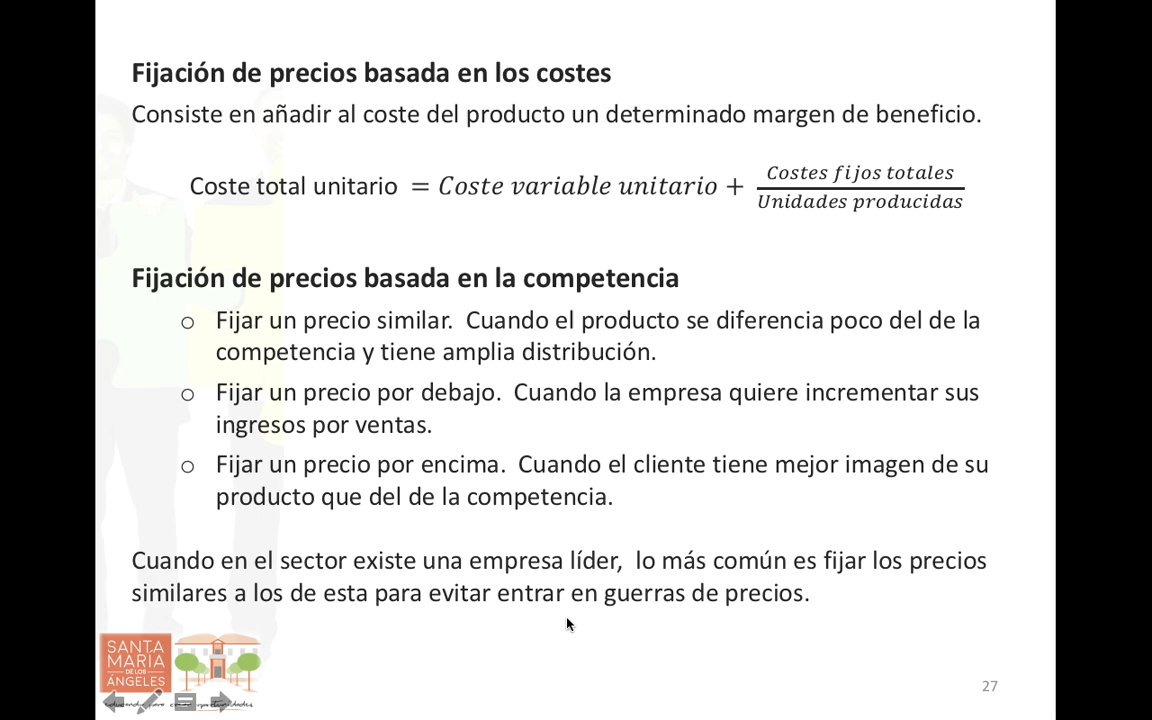 Fijación de precios basada en los costes
Consiste en añadir al coste del producto un determinado margen de beneficio.
Coste total unitario = Coste variable unitario + Costes fijos totales / Unidades producidas
Fijación de precios basada en la competencia
o Fijar un precio similar. Cuando el producto se diferencia poco del de la
competencia y tiene amplia distribución.
o Fijar un precio por debajo. Cuando la empresa quiere incrementar sus
ingresos por ventas.
o Fijar un precio por encima. Cuando el cliente tiene mejor imagen de su
producto que del de la competencia.
Cuando en el sector existe una empresa líder, lo más común es fijar los precios
similares a los de esta para evitar entrar en guerras de precios.
SANTA
MARÍA
DE LOS
ÁNGELES
27